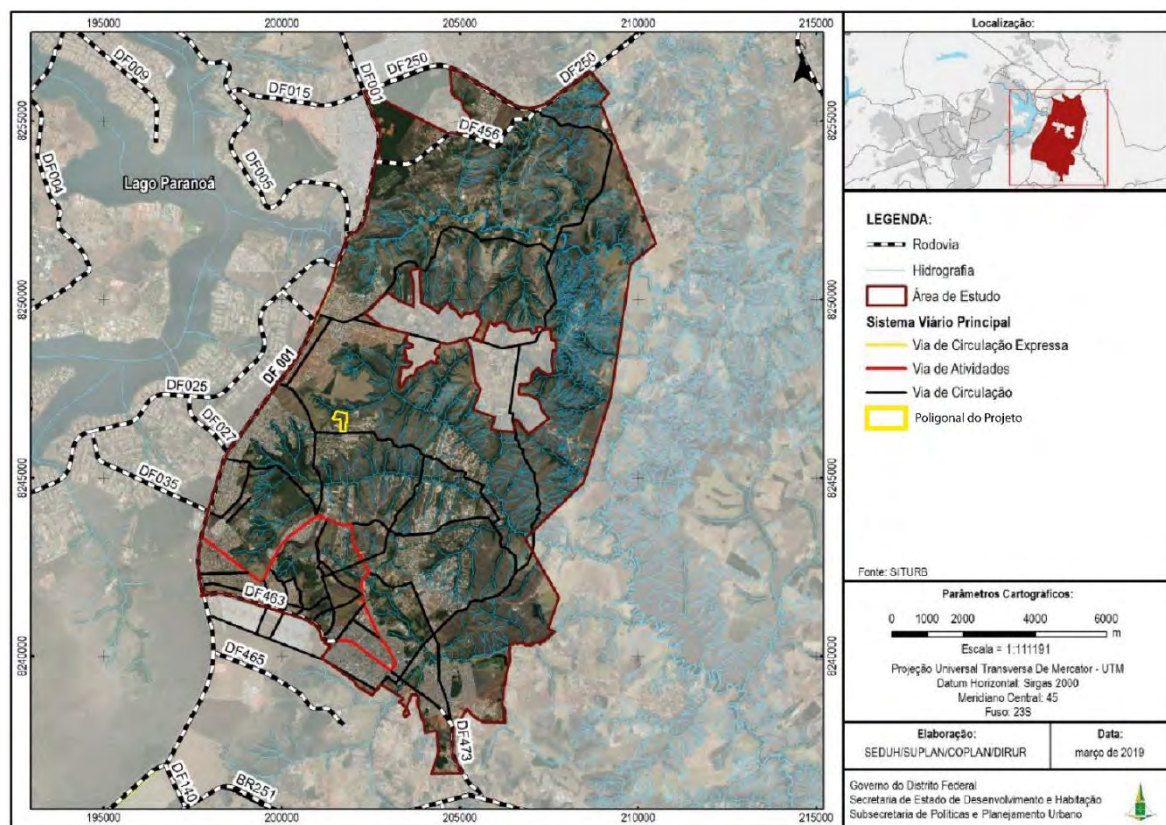 195000
200000
205000
210000
215000
DF009
DF015
DF001
DF250
DF250
DF456
8255000
8255000
DF004
DF005
Lago Paranoá
8250000
8250000
DF 001
DF025
DF027
DF035
8245000
8245000
DF463
DF465
8240000
8240000
DF473
DF140
BR251
195000
200000
205000
210000
215000
Localização:
LEGENDA:
Rodovia
Hidrografia
Área de Estudo
Sistema Viário Principal
Via de Circulação Expressa
Via de Atividades
Via de Circulação
Poligonal do Projeto
Fonte: SITURB
Parâmetros Cartográficos:
0 1000 2000 4000 6000
m
Escala = 1:111191
Projeção Universal Transversa De Mercator - UTM
Datum Horizontal: Sirgas 2000
Meridiano Central: 45
Fuso: 23S
Elaboração:
SEDUH/SUPLAN/COPLAN/DIRUR
Data:
março de 2019
Governo do Distrito Federal
Secretaria de Estado de Desenvolvimento e Habitação
Subsecretaria de Políticas e Planejamento Urbano